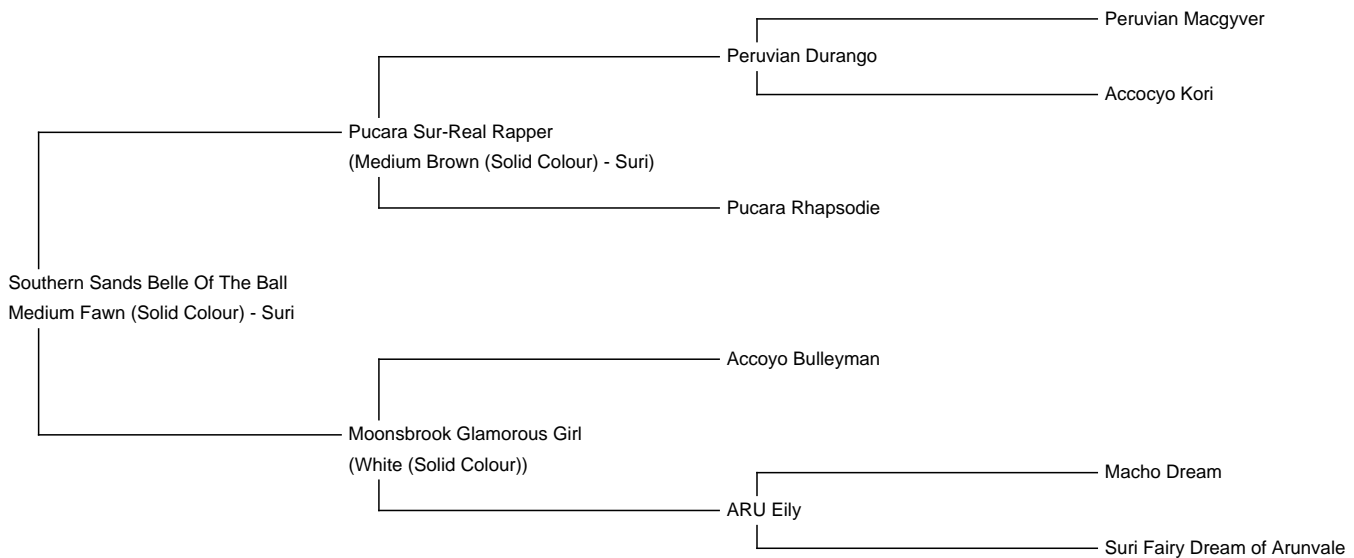 Peruvian Macgyver
Peruvian Durango
Accocyo Kori
Pucara Sur-Real Rapper
(Medium Brown (Solid Colour) - Suri)
Pucara Rhapsodie
Southern Sands Belle Of The Ball
Medium Fawn (Solid Colour) - Suri
Accoyo Bulleyman
Moonsbrook Glamorous Girl
(White (Solid Colour))
Macho Dream
ARU Eily
Suri Fairy Dream of Arunvale